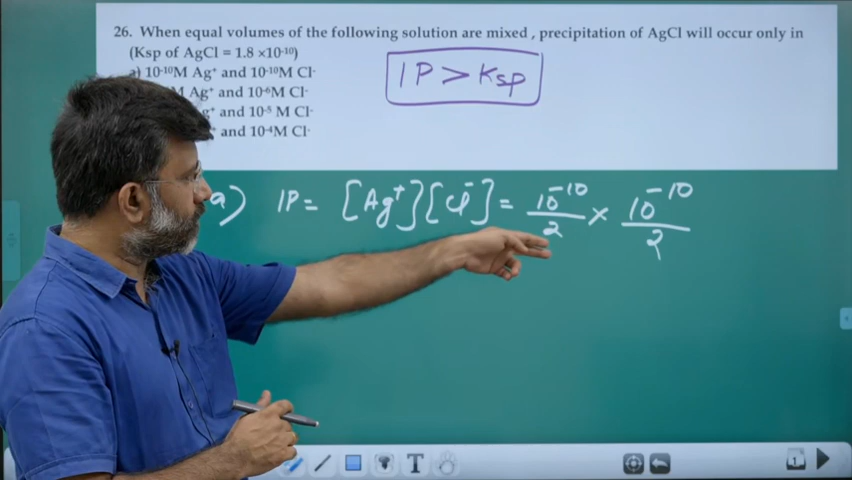 26. When equal volumes of the following solution are mixed , precipitation of AgCl will occur only in
(Ksp of AgCl = 1.8 ×10⁻¹⁰)
a) 10⁻¹⁰M Ag⁺ and 10⁻¹⁰M Cl⁻
M Ag⁺ and 10⁻⁶M Cl⁻
g⁺ and 10⁻⁵ M Cl⁻
and 10⁻⁴M Cl⁻
IP > Ksp
a) IP = [Ag⁺][Cl⁻] = 10⁻¹⁰/2 × 10⁻¹⁰/2
T
1